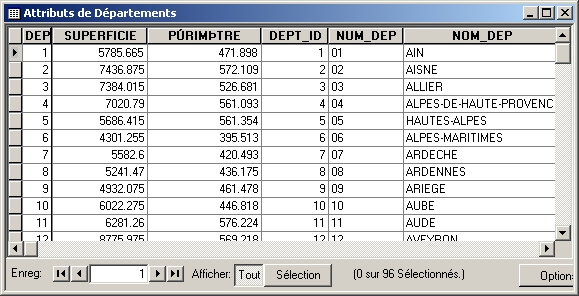 Attributs de Départements
DEP SUPERFICIE PÚRIMÞTRE DEPT_ID NUM_DEP NOM_DEP
1 5785.665 471.898 1 01 AIN
2 7436.875 572.109 2 02 AISNE
3 7384.015 526.681 3 03 ALLIER
4 7020.79 561.093 4 04 ALPES-DE-HAUTE-PROVENC
5 5686.415 561.354 5 05 HAUTES-ALPES
6 4301.255 395.513 6 06 ALPES-MARITIMES
7 5582.6 420.493 7 07 ARDECHE
8 5241.47 436.175 8 08 ARDENNES
9 4932.075 461.478 9 09 ARIEGE
10 6022.275 446.818 10 10 AUBE
11 6281.26 576.224 11 11 AUDE
12 8775.975 569.218 12 12 AVEYRON
Enreg: 1 Afficher: Tout Sélection (0 sur 96 Sélectionnés.) Option